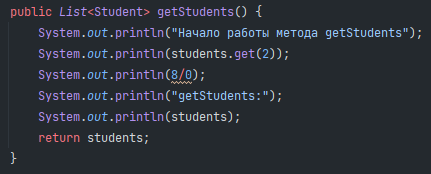 public List<Student> getStudents() {
    System.out.println("Начало работы метода getStudents");
    System.out.println(students.get(2));
    System.out.println(8/0);
    System.out.println("getStudents:");
    System.out.println(students);
    return students;
}